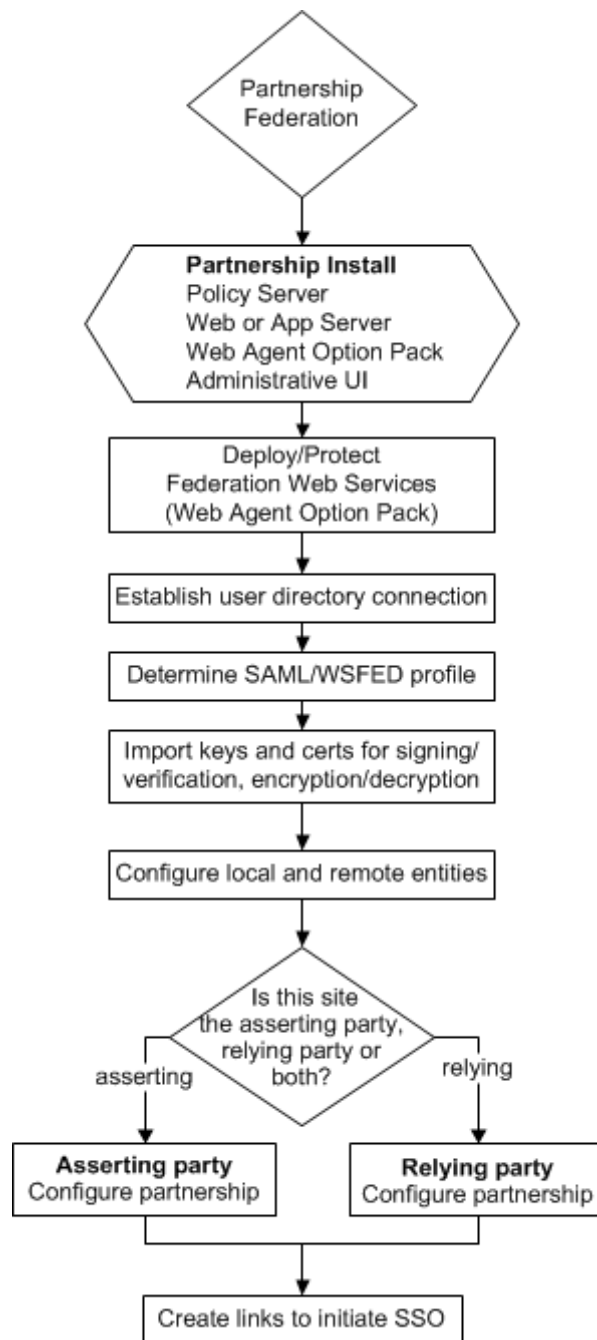 Partnership
Federation
Partnership Install
Policy Server
Web or App Server
Web Agent Option Pack
Administrative UI
Deploy/Protect
Federation Web Services
(Web Agent Option Pack)
Establish user directory connection
Determine SAML/WSFED profile
Import keys and certs for signing/
verification, encryption/decryption
Configure local and remote entities
Is this site
the asserting party,
relying party or
both?
asserting
relying
Asserting party
Configure partnership
Relying party
Configure partnership
Create links to initiate SSO